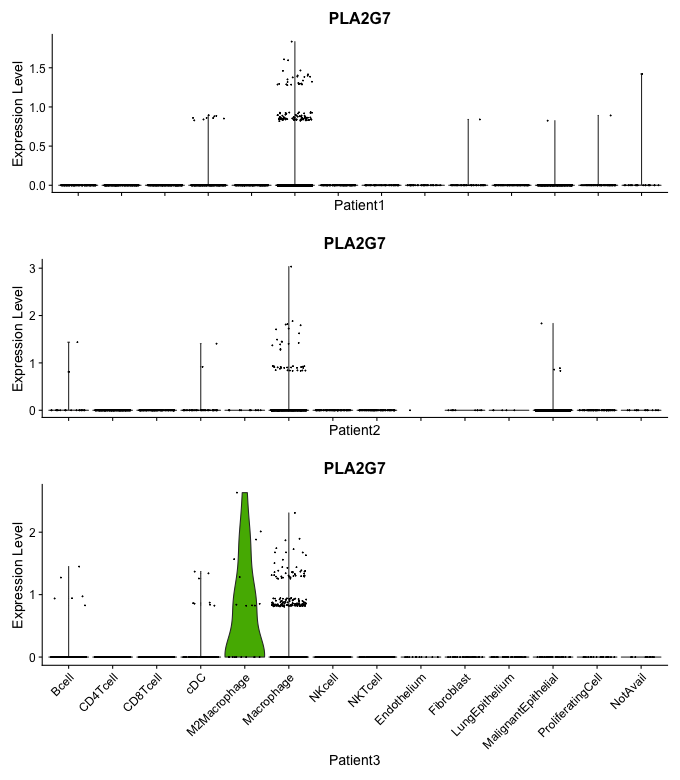 PLA2G7
Expression Level
1.5
1.0
0.5
0.0
Patient1
PLA2G7
Expression Level
3
2
1
0
Patient2
PLA2G7
Expression Level
2
1
0
Bcell
CD4Tcell
CD8Tcell
cDC
M2Macrophage
Macrophage
NKcell
NKTcell
Endothelium
Fibroblast
LungEpithelium
MalignantEpithelial
ProliferatingCell
NotAvail
Patient3